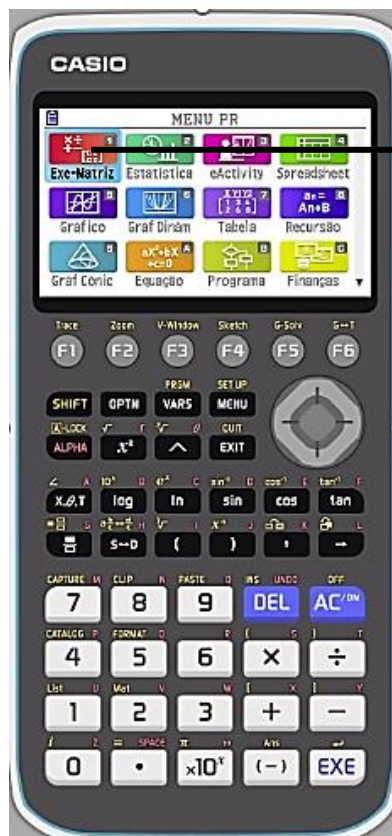 CASIO
MENU PR
Exe-Matriz Estatística eActivity Spreadsheet
Gráfico Graf Dinâm Tabela Recursão
Graf Cônic Equação Programa Finanças
Trace Zoom V-Window Sketch G-Solv G↔T
F1 F2 F3 F4 F5 F6
PRGM SET UP
SHIFT OPTN VARS MENU
A-LOCK QUIT
ALPHA x² ^ EXIT
X,θ,T log ln sin cos tan
S↔D ( ) , →
CAPTURE M CLIP N PASTE O INS UNDO OFF
7 8 9 DEL AC/ON
CATALOG P FORMAT Q R { S } T
4 5 6 × ÷
List U Mat V W [ X ] Y
1 2 3 + −
i Z = SPACE π Ans
0 • ×10ˣ (−) EXE